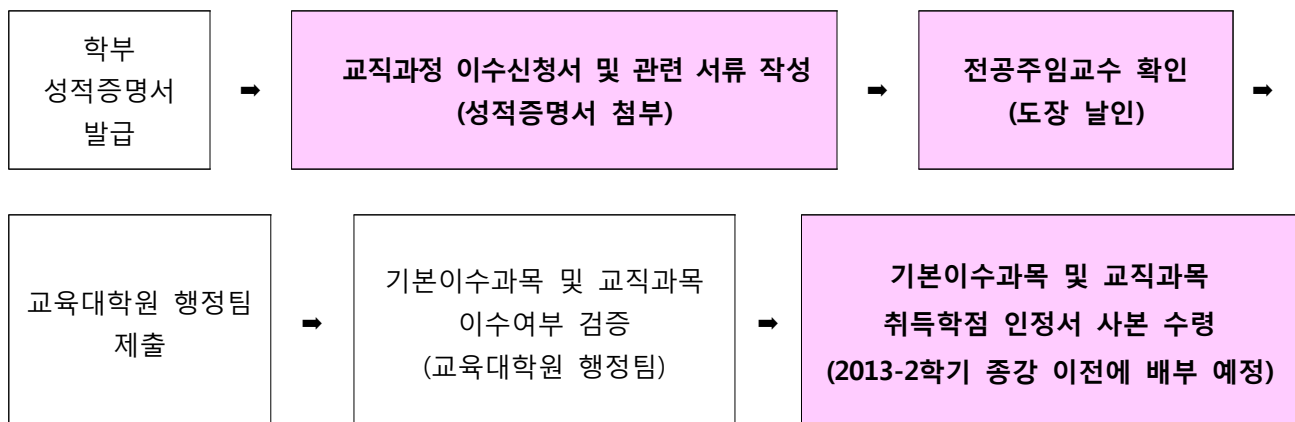 학부
성적증명서
발급
➡
교직과정 이수신청서 및 관련 서류 작성
(성적증명서 첨부)
➡
전공주임교수 확인
(도장 날인)
➡
교육대학원 행정팀
제출
➡
기본이수과목 및 교직과목
이수여부 검증
(교육대학원 행정팀)
➡
기본이수과목 및 교직과목
취득학점 인정서 사본 수령
(2013-2학기 종강 이전에 배부 예정)